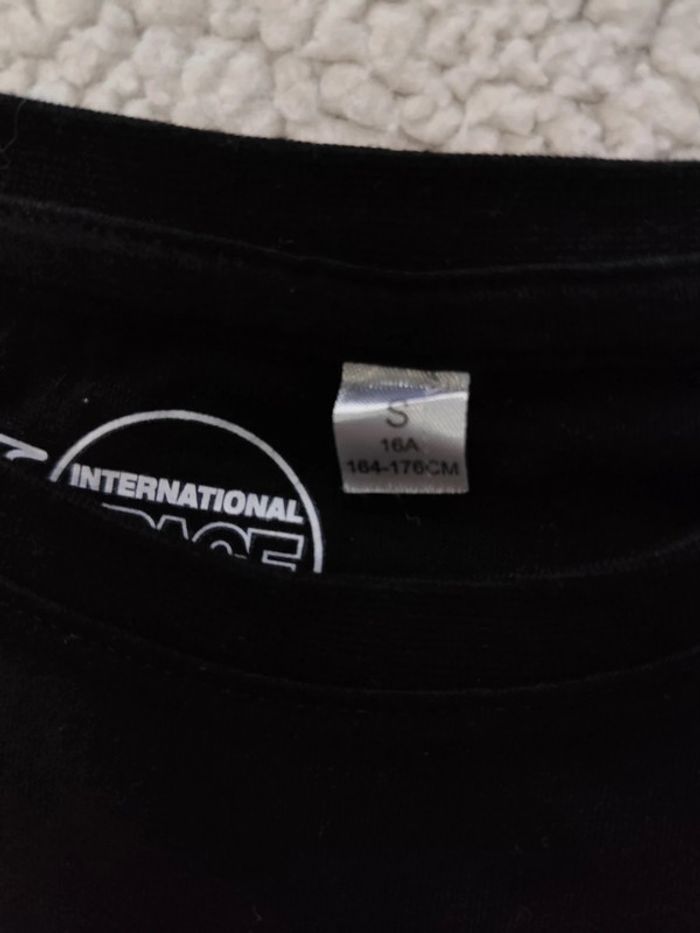 S
16A
164-176CM
INTERNATIONAL